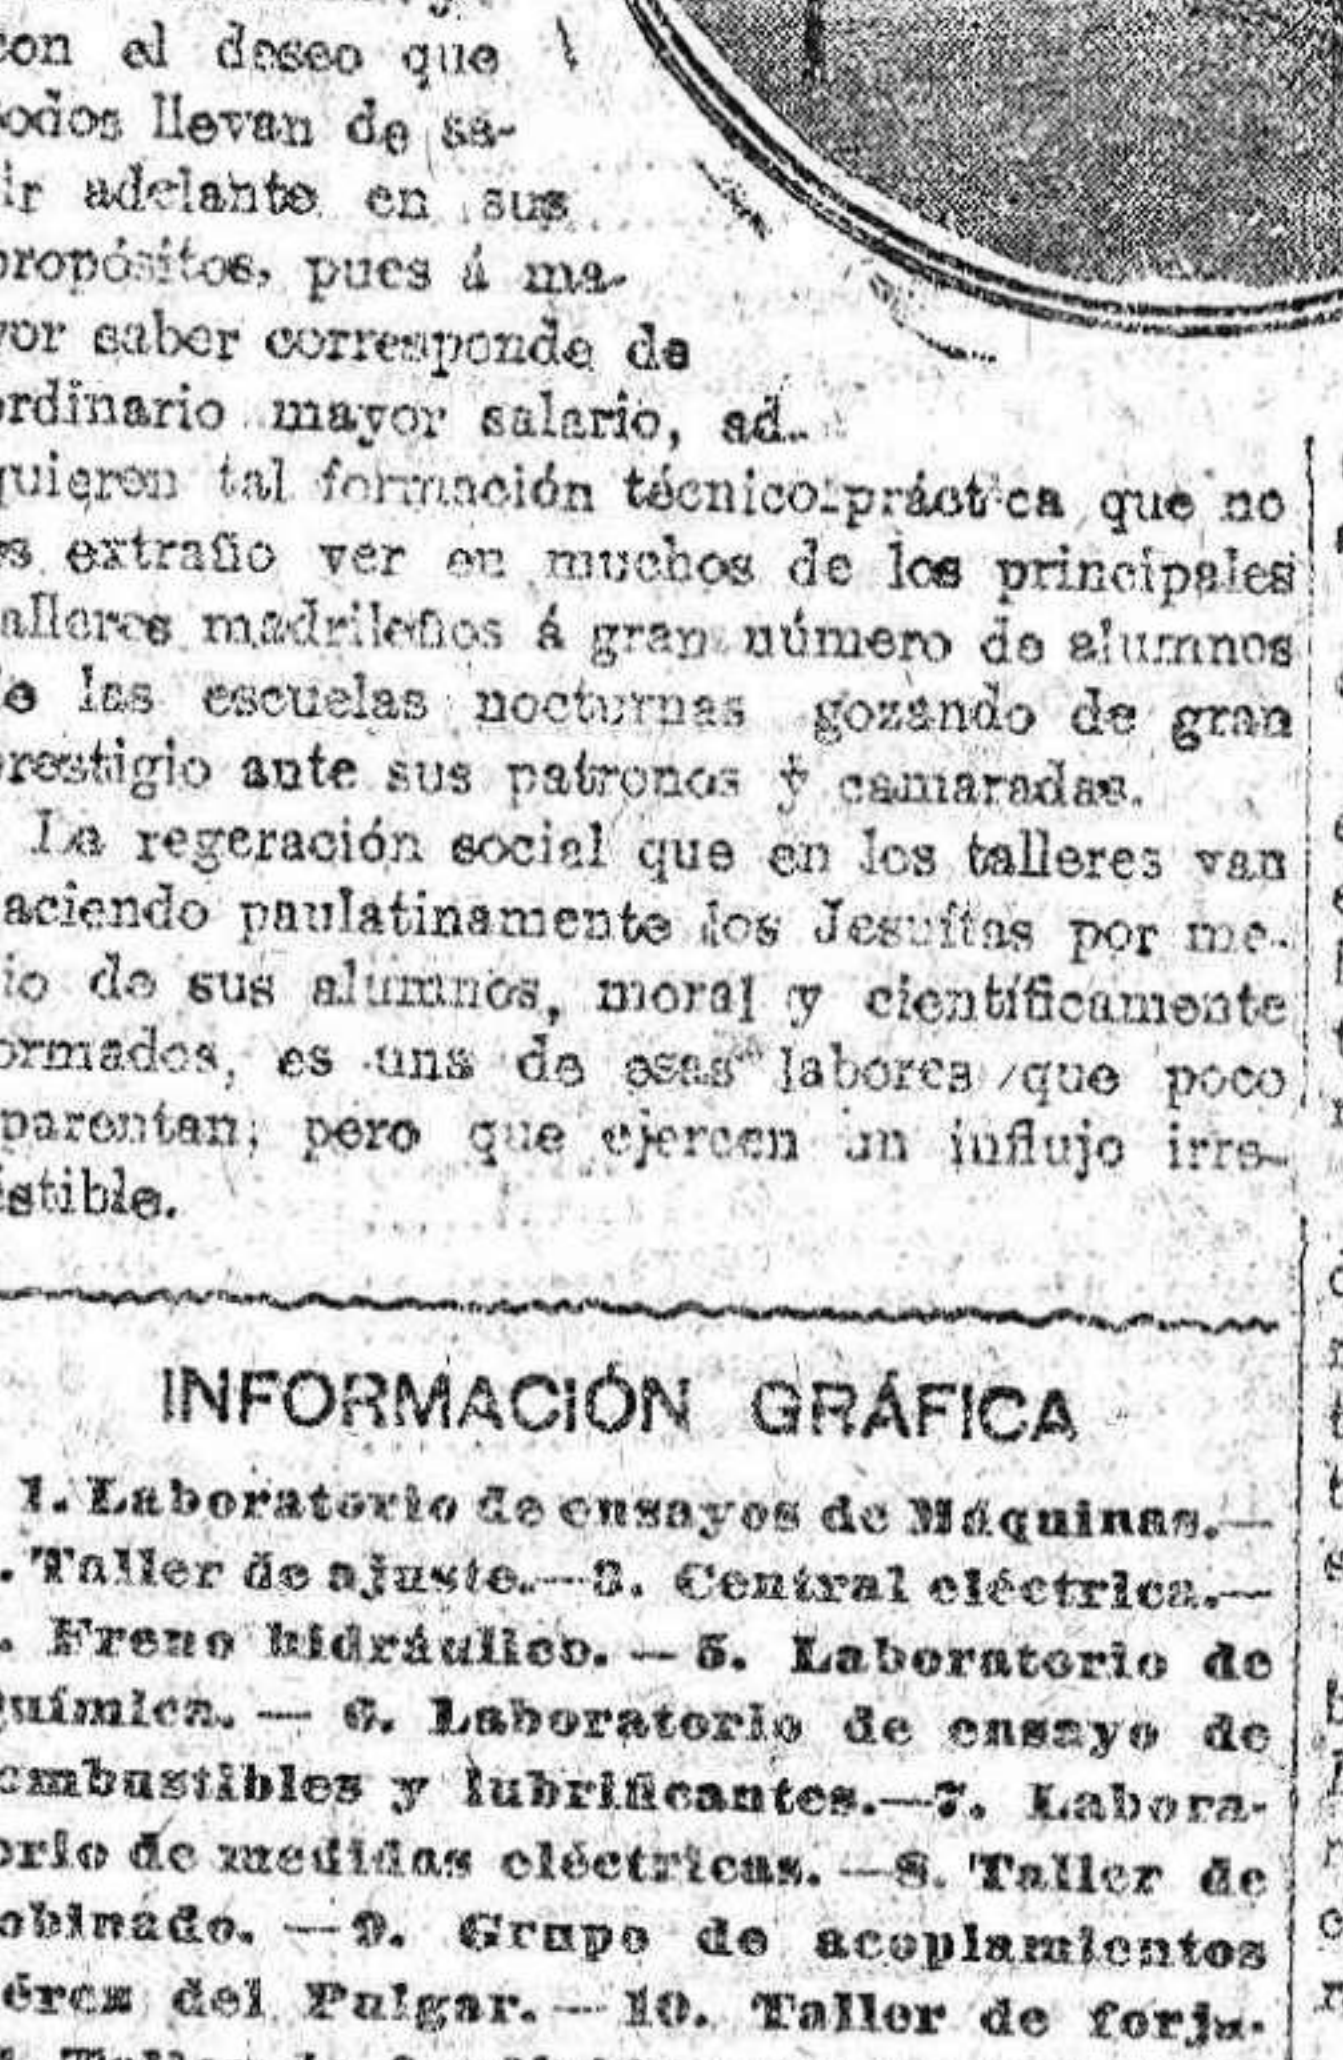 con el deseo que
todos llevan de sa-
lir adelante en sus
propósitos, pues á ma-
yor saber corresponde de
ordinario mayor salario, ad-
quieren tal formación técnico-práctica que no
es extraño ver en muchos de los principales
talleres madrileños á gran número de alumnos
de las escuelas nocturnas gozando de gran
prestigio ante sus patronos y camaradas.
La regeración social que en los talleres van
haciendo paulatinamente los Jesuítas por me-
dio de sus alumnos, moral y científicamente
formados, es una de esas labores que poco
aparentan, pero que ejercen un influjo irre-
sistible.
INFORMACIÓN GRÁFICA
1. Laboratorio de ensayos de Máquinas.—
. Taller de ajuste.—3. Central eléctrica.—
. Freno hidráulico. — 5. Laboratorio de
Química. — 6. Laboratorio de ensayo de
combustibles y lubrificantes.—7. Labora-
torio de medidas eléctricas. —8. Taller de
bobinado. —9. Grupo de acoplamientos
Pérez del Pulgar.—10. Taller de forja.